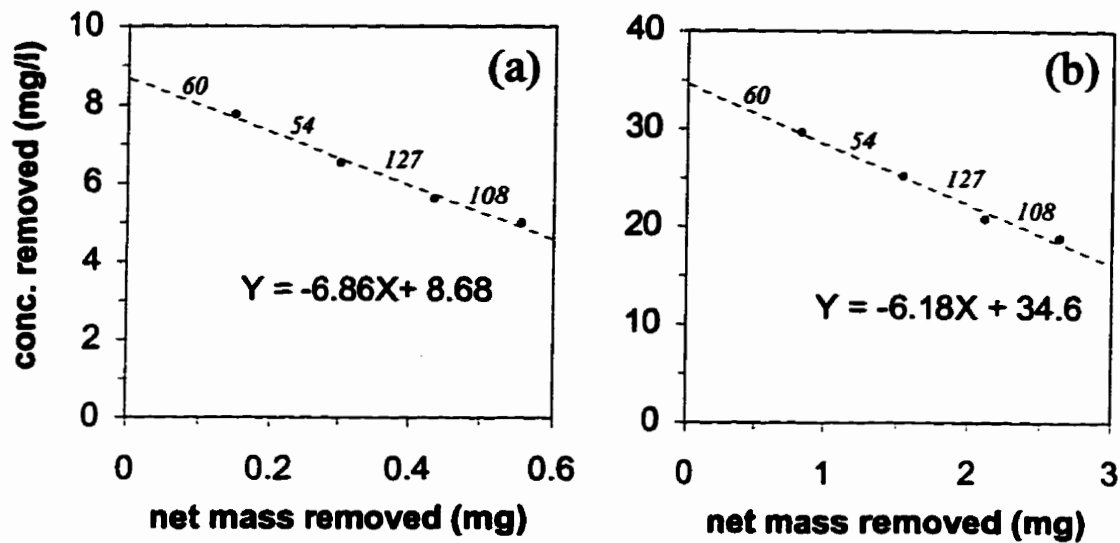 10
8
6
4
2
0
conc. removed (mg/l)
(a)
60
54
127
108
Y = -6.86X+ 8.68
0 0.2 0.4 0.6
net mass removed (mg)
40
30
20
10
0
(b)
60
54
127
108
Y = -6.18X + 34.6
0 1 2 3
net mass removed (mg)